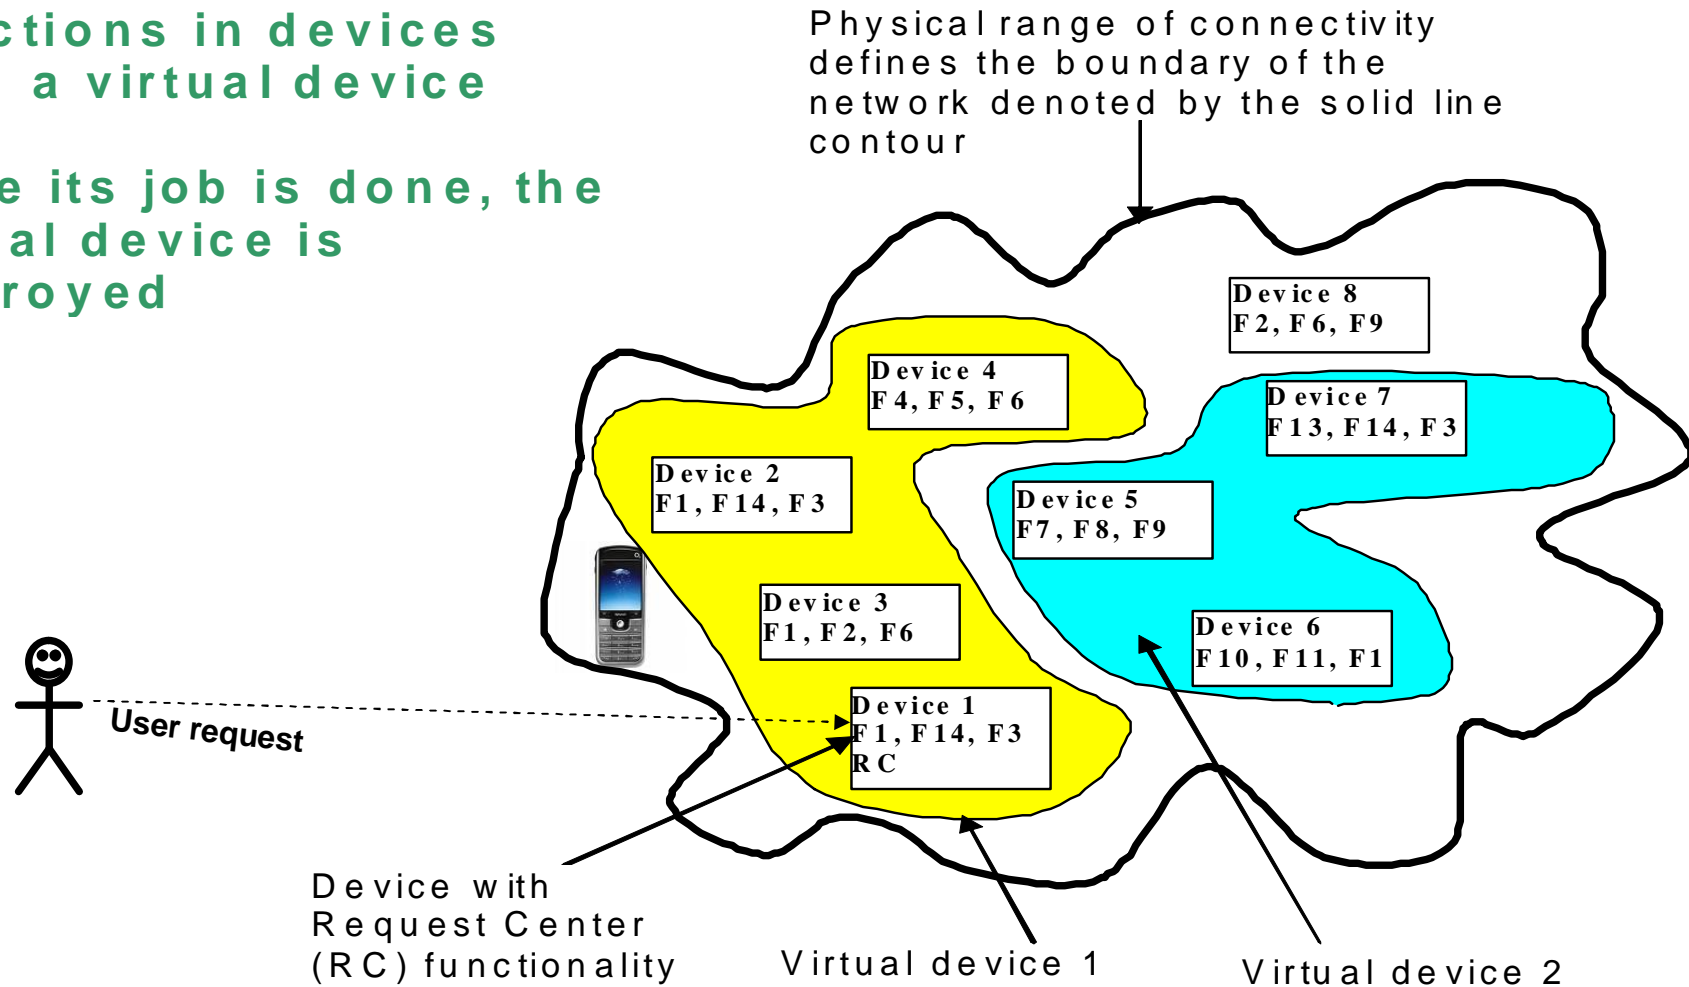 ctions in devices
a virtual device
e its job is done, the
al device is
royed
Physical range of connectivity
defines the boundary of the
network denoted by the solid line
contour
Device 8
F2, F6, F9
Device 4
F4, F5, F6
Device 7
F13, F14, F3
Device 2
F1, F14, F3
Device 5
F7, F8, F9
Device 3
F1, F2, F6
Device 6
F10, F11, F1
Device 1
F1, F14, F3
RC
User request
Device with
Request Center
(RC) functionality
Virtual device 1
Virtual device 2